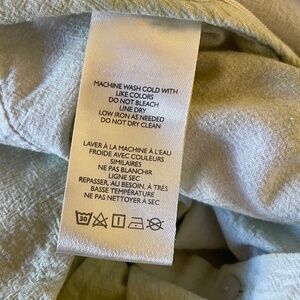 MACHINE WASH COLD WITH
LIKE COLORS
DO NOT BLEACH
LINE DRY
LOW IRON AS NEEDED
DO NOT DRY CLEAN
LAVER À LA MACHINE À L'EAU
FROIDE AVEC COULEURS
SIMILAIRES
NE PAS BLANCHIR
LIGNE SEC
REPASSER, AU BESOIN, À TRÈS
BASSE TEMPÉRATURE
NE PAS NETTOYER À SEC
30